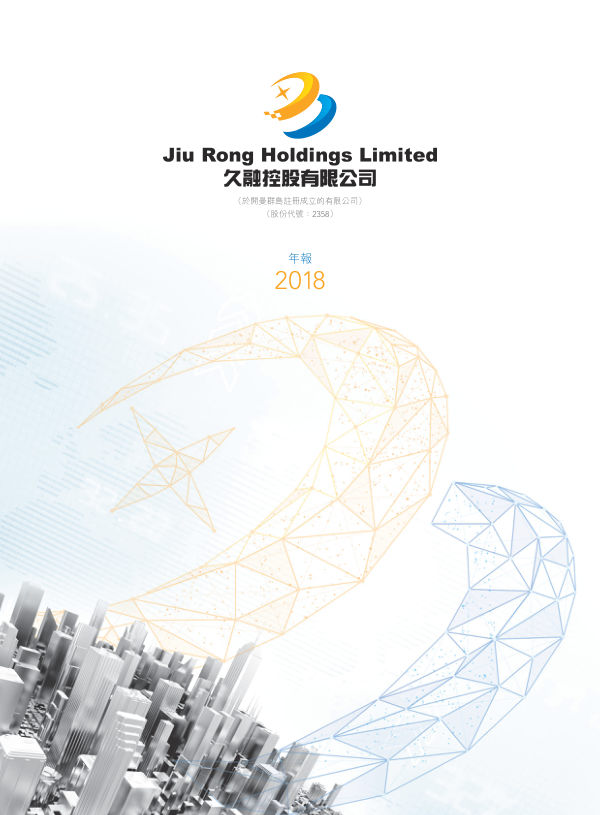 Jiu Rong Holdings Limited
久融控股有限公司
（於開曼群島註冊成立的有限公司）
（股份代號：2358）
年報
2018